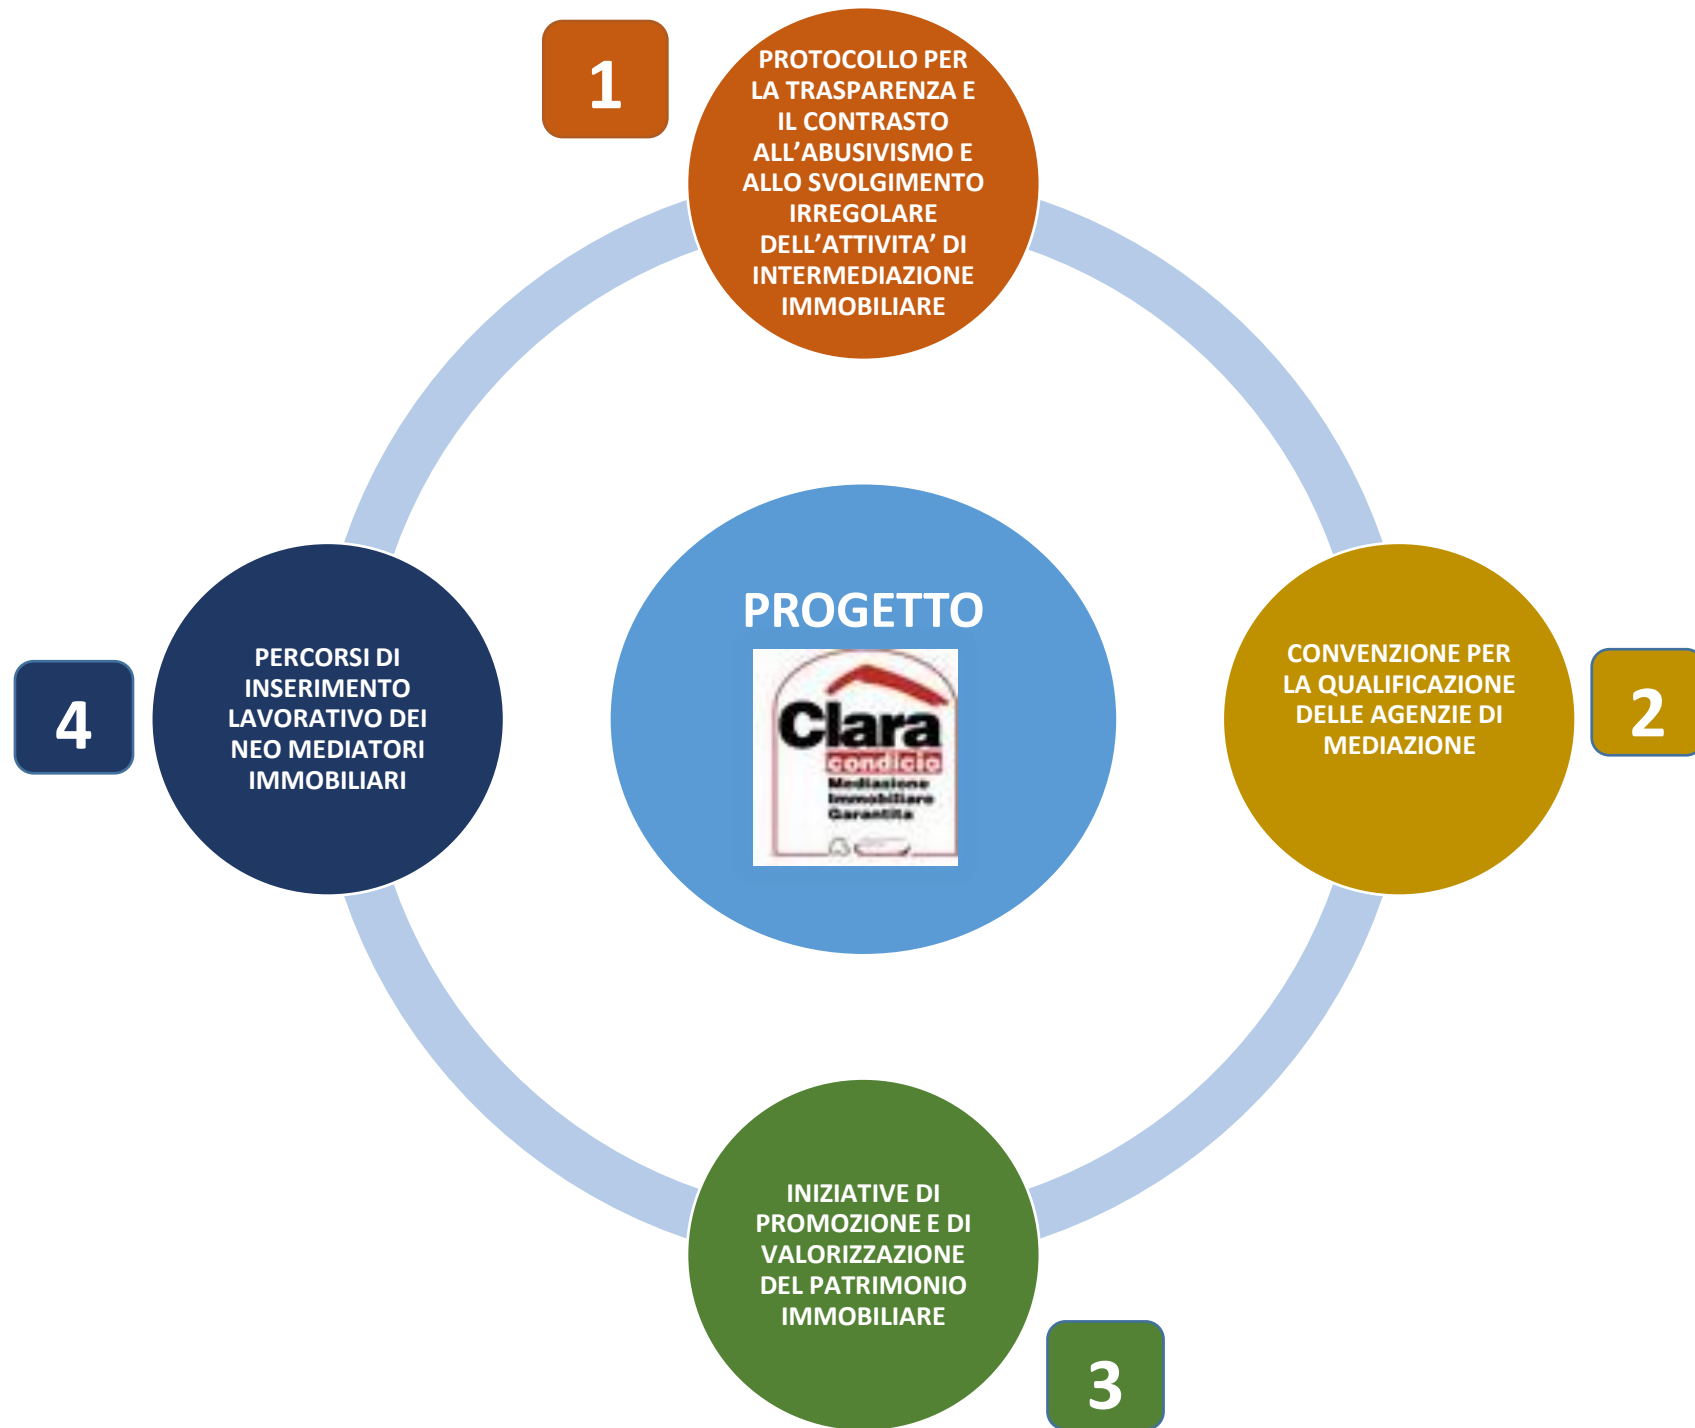 1
PROTOCOLLO PER
LA TRASPARENZA E
IL CONTRASTO
ALL’ABUSIVISMO E
ALLO SVOLGIMENTO
IRREGOLARE
DELL’ATTIVITA’ DI
INTERMEDIAZIONE
IMMOBILIARE
PROGETTO
Clara
condicio
Mediazione
Immobiliare
Garantita
CONVENZIONE PER
LA QUALIFICAZIONE
DELLE AGENZIE DI
MEDIAZIONE
2
INIZIATIVE DI
PROMOZIONE E DI
VALORIZZAZIONE
DEL PATRIMONIO
IMMOBILIARE
3
4
PERCORSI DI
INSERIMENTO
LAVORATIVO DEI
NEO MEDIATORI
IMMOBILIARI